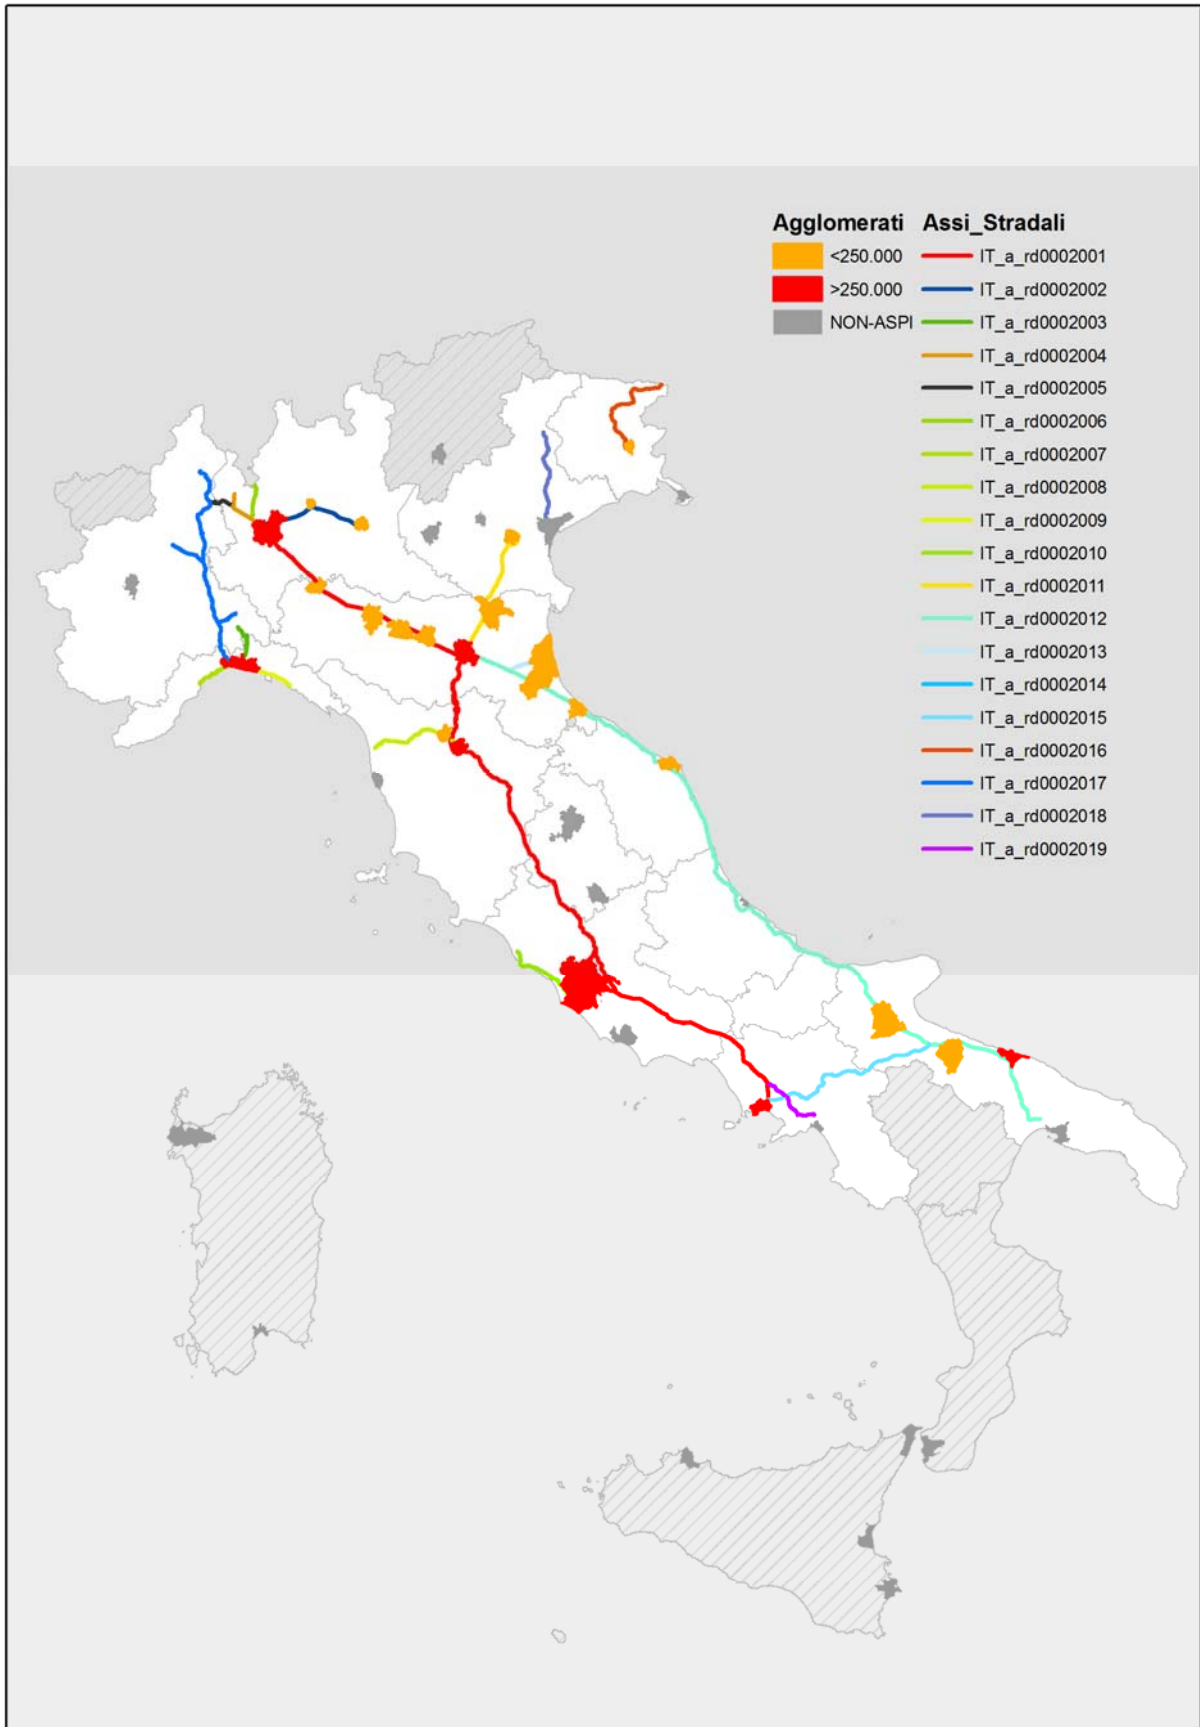 Agglomerati Assi_Stradali
<250.000 IT_a_rd0002001
>250.000 IT_a_rd0002002
NON-ASPI IT_a_rd0002003
IT_a_rd0002004
IT_a_rd0002005
IT_a_rd0002006
IT_a_rd0002007
IT_a_rd0002008
IT_a_rd0002009
IT_a_rd0002010
IT_a_rd0002011
IT_a_rd0002012
IT_a_rd0002013
IT_a_rd0002014
IT_a_rd0002015
IT_a_rd0002016
IT_a_rd0002017
IT_a_rd0002018
IT_a_rd0002019